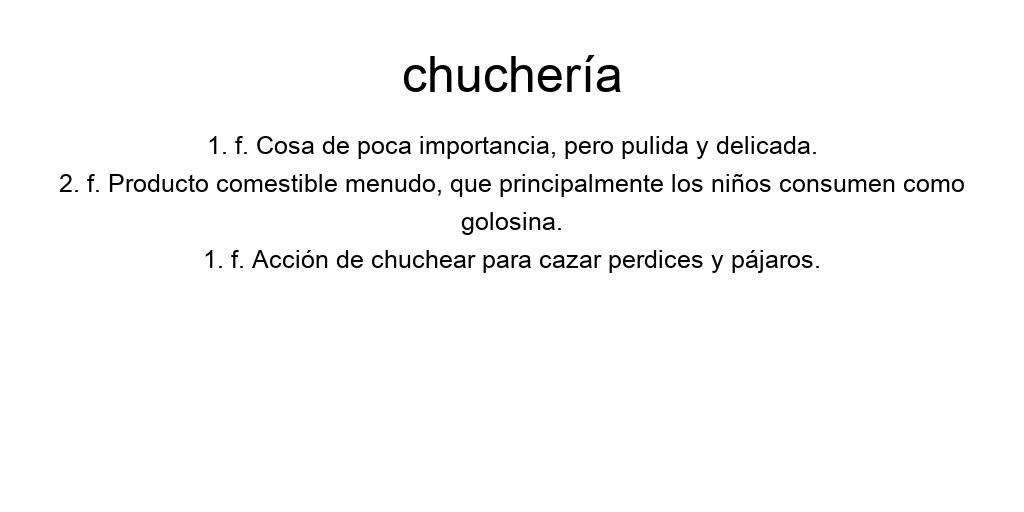 chuchería
1. f. Cosa de poca importancia, pero pulida y delicada.
2. f. Producto comestible menudo, que principalmente los niños consumen como
golosina.
1. f. Acción de chuchear para cazar perdices y pájaros.